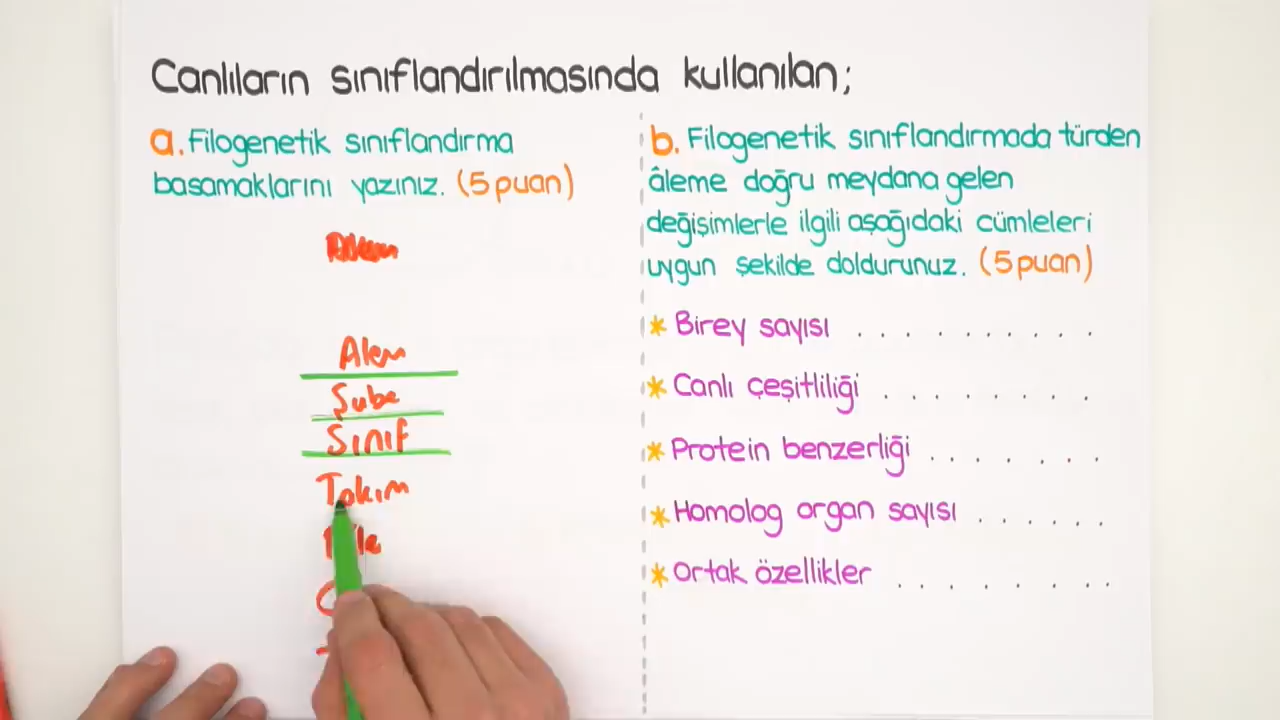 Canlıların sınıflandırılmasında kullanılan;
a. Filogenetik sınıflandırma
basamaklarını yazınız. (5 puan)
Alem
Şube
Sınıf
Takım
b. Filogenetik sınıflandırmada türden
âleme doğru meydana gelen
değişimlerle ilgili aşağıdaki cümleleri
uygun şekilde doldurunuz. (5 puan)
* Birey sayısı . . . . . . . . . .
* Canlı çeşitliliği . . . . . . . . .
* Protein benzerliği . . . . . . .
* Homolog organ sayısı . . . . . .
* Ortak özellikler . . . . . . . .